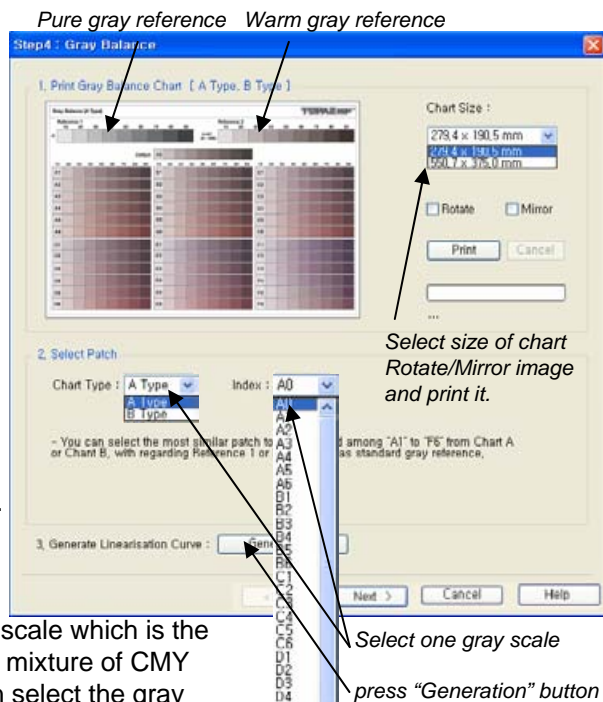 Pure gray reference Warm gray reference
Step4 : Gray Balance
1, Print Gray Balance Chart [ A Type, B Type ]
Chart Size :
279,4 x 190,5 mm
279,4 x 190,5 mm
550,7 x 375,0 mm
Rotate Mirror
Print Cancel
...
Select size of chart
Rotate/Mirror image
and print it.
2, Select Patch
Chart Type : A Type Index : A0
A Type
B Type
A0
A2
A3
A4
A5
A6
B1
B2
B3
B4
B5
B6
C1
C2
C3
C4
C5
C6
D1
D2
D3
D4
- You can select the most similar patch to among "A1" to "F6" from Chart A
or Chant B, with regarding Reference 1 or as standard gray reference,
3, Generate Linearisation Curve :
Next > Cancel Help
scale which is the
mixture of CMY
select the gray
Select one gray scale
press “Generation” button